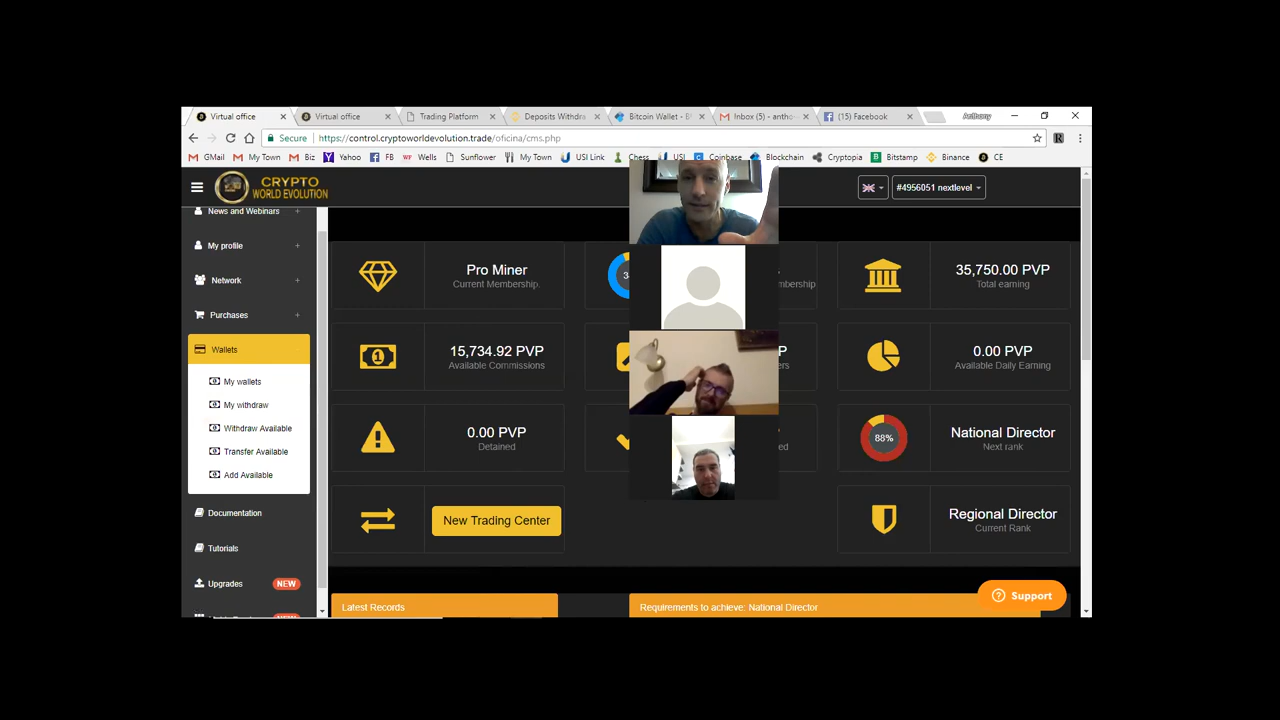 Virtual office
Virtual office
Trading Platform
Deposits Withdra
Bitcoin Wallet - B
Inbox (5) - antho
(15) Facebook
Anthony
Secure
https://control.cryptoworldevolution.trade/oficina/cms.php
GMail
My Town
Biz
Yahoo
FB
WF Wells
Sunflower
My Town
USI Link
Chess
USI
Coinbase
Blockchain
Cryptopia
Bitstamp
Binance
CE
CRYPTO
WORLD EVOLUTION
#4956051 nextlevel
News and Webinars
My profile
Network
Purchases
Wallets
My wallets
My withdraw
Withdraw Available
Transfer Available
Add Available
Documentation
Tutorials
Upgrades
NEW
Pro Miner
Current Membership.
3
mbership
35,750.00 PVP
Total earning
15,734.92 PVP
Available Commissions
P
ers
0.00 PVP
Available Daily Earning
0.00 PVP
Detained
ed
88%
National Director
Next rank
New Trading Center
Regional Director
Current Rank
Support
Latest Records
Requirements to achieve: National Director